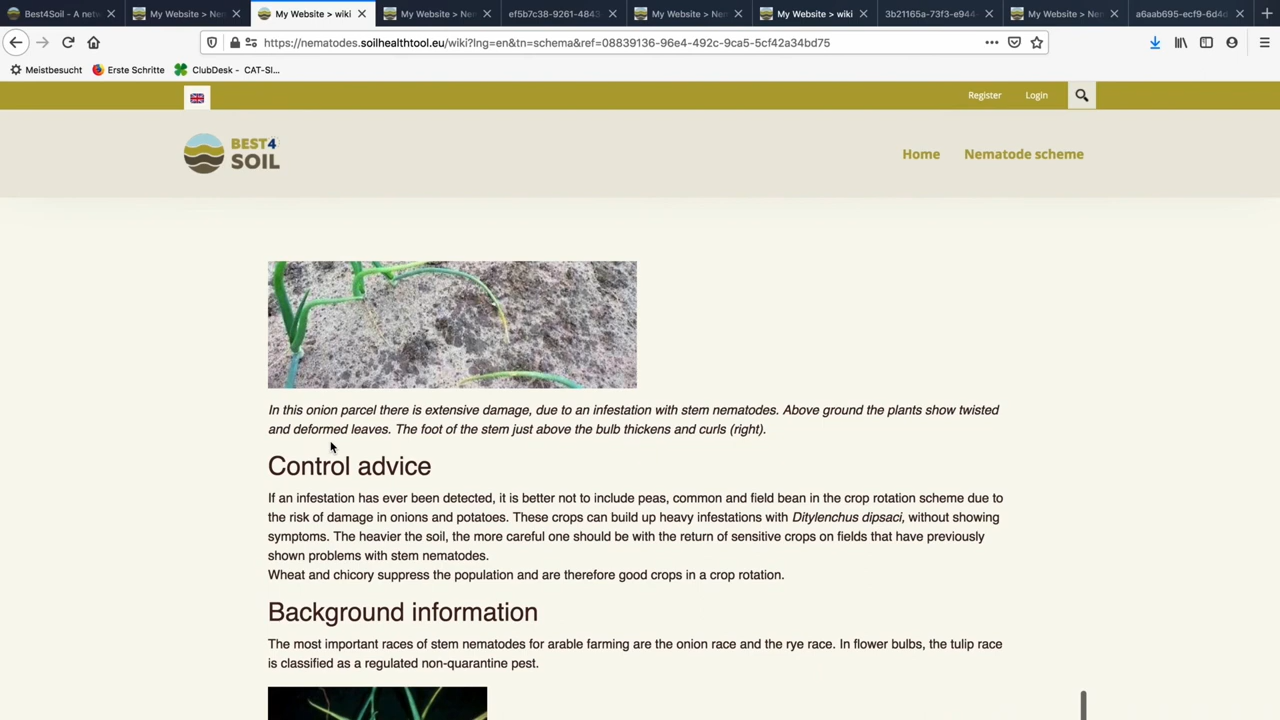 Best4Soil - A net
My Website > Nem
My Website > wiki
My Website > Nem
ef5b7c38-9261-4843
My Website > Nem
My Website > wiki
3b21165a-73f3-e944
My Website > Nem
a6aab695-ecf9-6d4d
https://nematodes.soilhealthtool.eu/wiki?lng=en&tn=schema&ref=08839136-96e4-492c-9ca5-5cf42a34bd75
Meistbesucht Erste Schritte ClubDesk - CAT-SI...
Register Login
BEST4
SOIL
Home Nematode scheme
In this onion parcel there is extensive damage, due to an infestation with stem nematodes. Above ground the plants show twisted
and deformed leaves. The foot of the stem just above the bulb thickens and curls (right).
Control advice
If an infestation has ever been detected, it is better not to include peas, common and field bean in the crop rotation scheme due to
the risk of damage in onions and potatoes. These crops can build up heavy infestations with Ditylenchus dipsaci, without showing
symptoms. The heavier the soil, the more careful one should be with the return of sensitive crops on fields that have previously
shown problems with stem nematodes.
Wheat and chicory suppress the population and are therefore good crops in a crop rotation.
Background information
The most important races of stem nematodes for arable farming are the onion race and the rye race. In flower bulbs, the tulip race
is classified as a regulated non-quarantine pest.